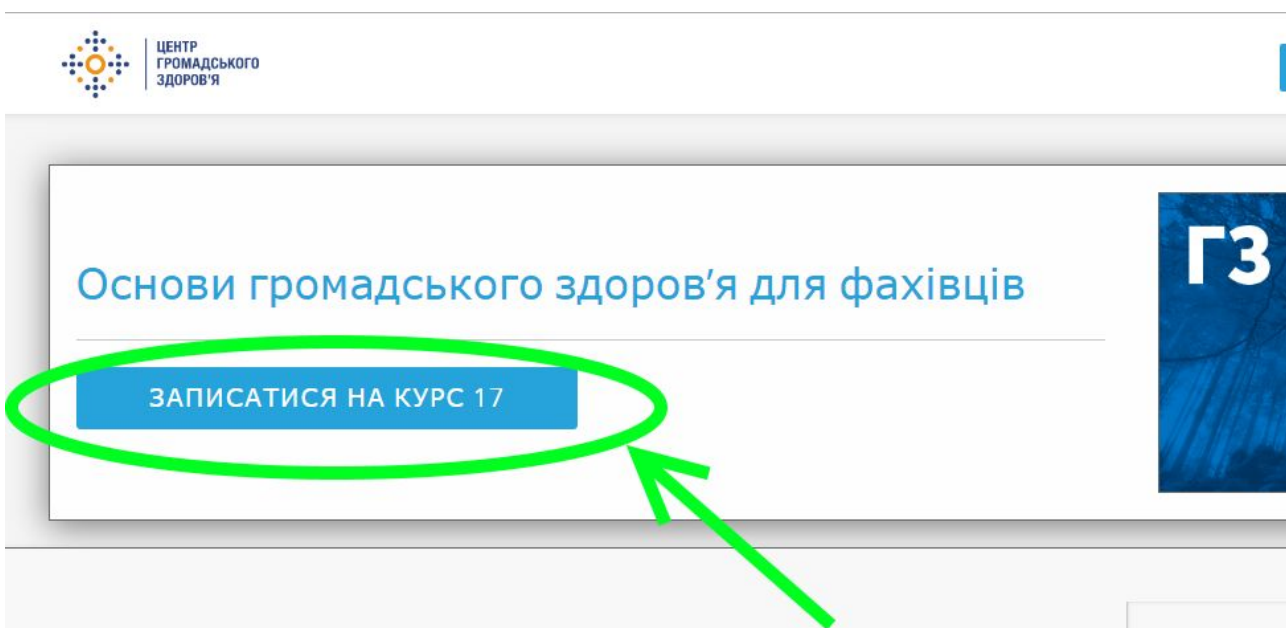 ЦЕНТР
ГРОМАДСЬКОГО
ЗДОРОВ'Я
Основи громадського здоров’я для фахівців
ГЗ
ЗАПИСАТИСЯ НА КУРС 17